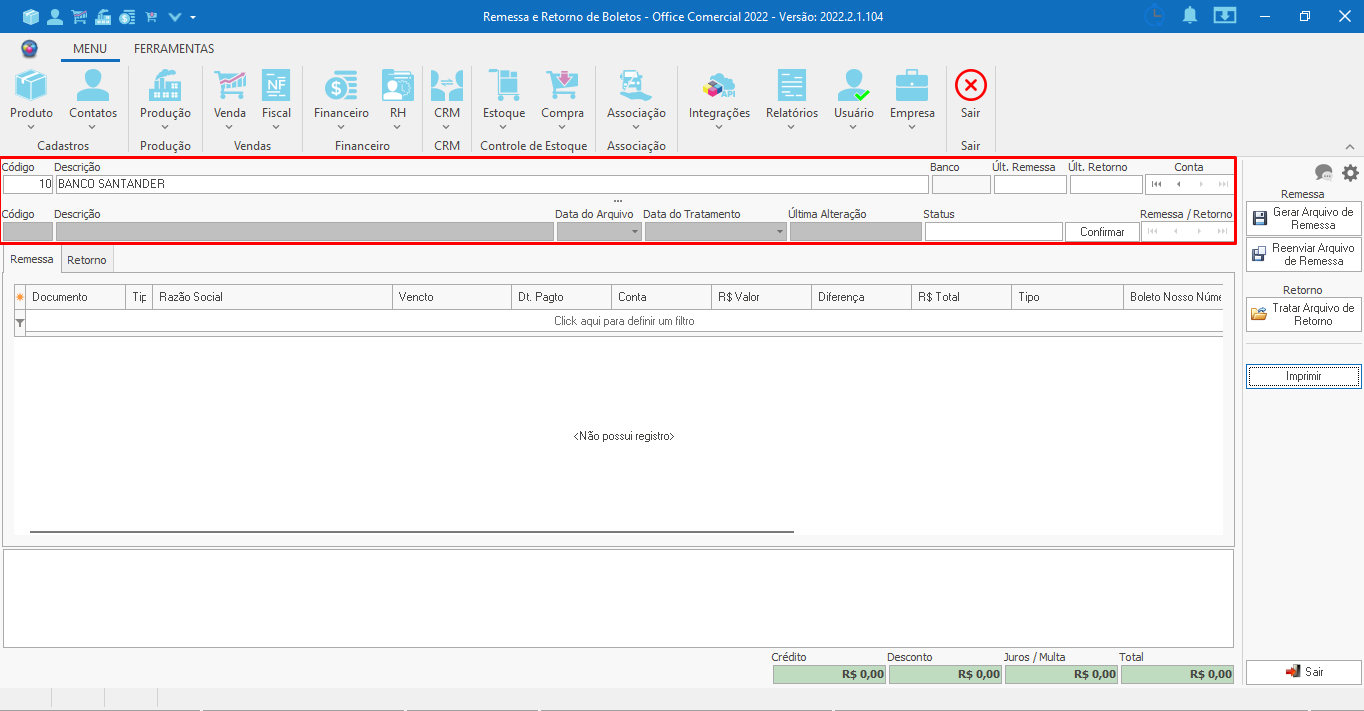 Remessa e Retorno de Boletos - Office Comercial 2022 - Versão: 2022.2.1.104
MENU FERRAMENTAS
Produto Contatos Produção Venda Fiscal Financeiro RH CRM Estoque Compra Associação Integrações Relatórios Usuário Empresa Sair
Cadastros Produção Vendas Financeiro CRM Controle de Estoque Associação Sair
Código Descrição Banco Últ. Remessa Últ. Retorno Conta
10 BANCO SANTANDER
...
Código Descrição Data do Arquivo Data do Tratamento Última Alteração Status Remessa / Retorno
Confirmar
Remessa Retorno
Documento Tip Razão Social Vencto Dt. Pagto Conta R$ Valor Diferença R$ Total Tipo Boleto Nosso Núme
Click aqui para definir um filtro
<Não possui registro>
Remessa
Gerar Arquivo de
Remessa
Reenviar Arquivo
de Remessa
Retorno
Tratar Arquivo de
Retorno
Imprimir
Crédito Desconto Juros / Multa Total
R$ 0,00 R$ 0,00 R$ 0,00 R$ 0,00
Sair